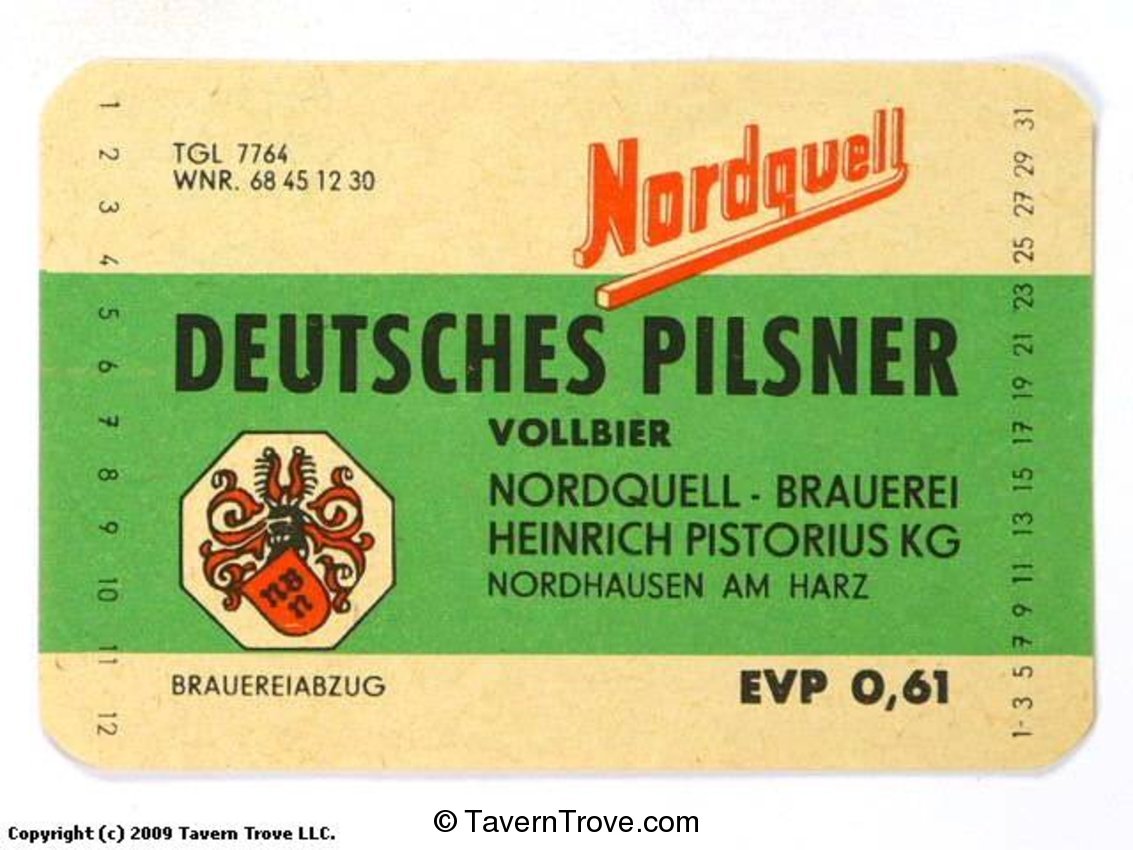 TGL 7764
WNR. 68 45 12 30
Nordquell
DEUTSCHES PILSNER
VOLLBIER
NORDQUELL - BRAUEREI
HEINRICH PISTORIUS KG
NORDHAUSEN AM HARZ
NBN
BRAUEREIABZUG
EVP 0,61
1 2 3 4 5 6 7 8 9 10 11 12
1- 3 5 7 9 11 13 15 17 19 21 23 25 27 29 31
Copyright (c) 2009 Tavern Trove LLC.
© TavernTrove.com